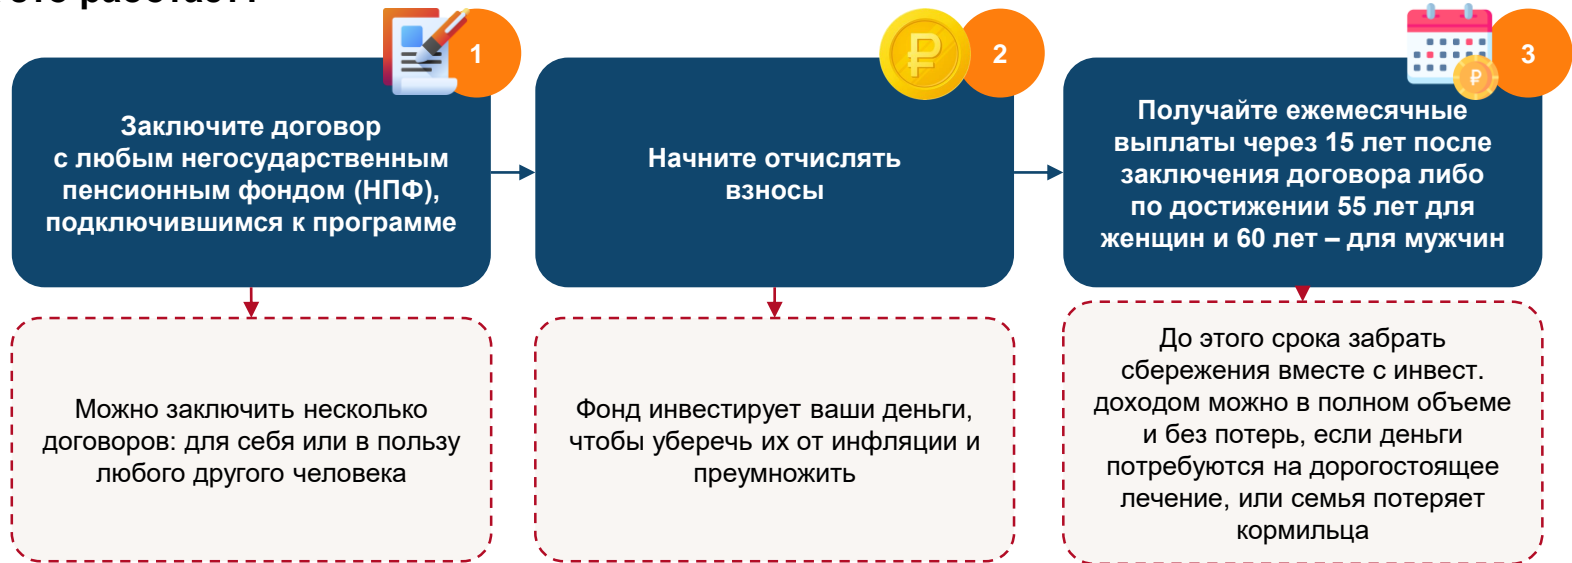 это работает?
1
Заключите договор
с любым негосударственным
пенсионным фондом (НПФ),
подключившимся к программе
Можно заключить несколько
договоров: для себя или в пользу
любого другого человека
2
Начните отчислять
взносы
Фонд инвестирует ваши деньги,
чтобы уберечь их от инфляции и
преумножить
3
Получайте ежемесячные
выплаты через 15 лет после
заключения договора либо
по достижении 55 лет для
женщин и 60 лет – для мужчин
До этого срока забрать
сбережения вместе с инвест.
доходом можно в полном объеме
и без потерь, если деньги
потребуются на дорогостоящее
лечение, или семья потеряет
кормильца